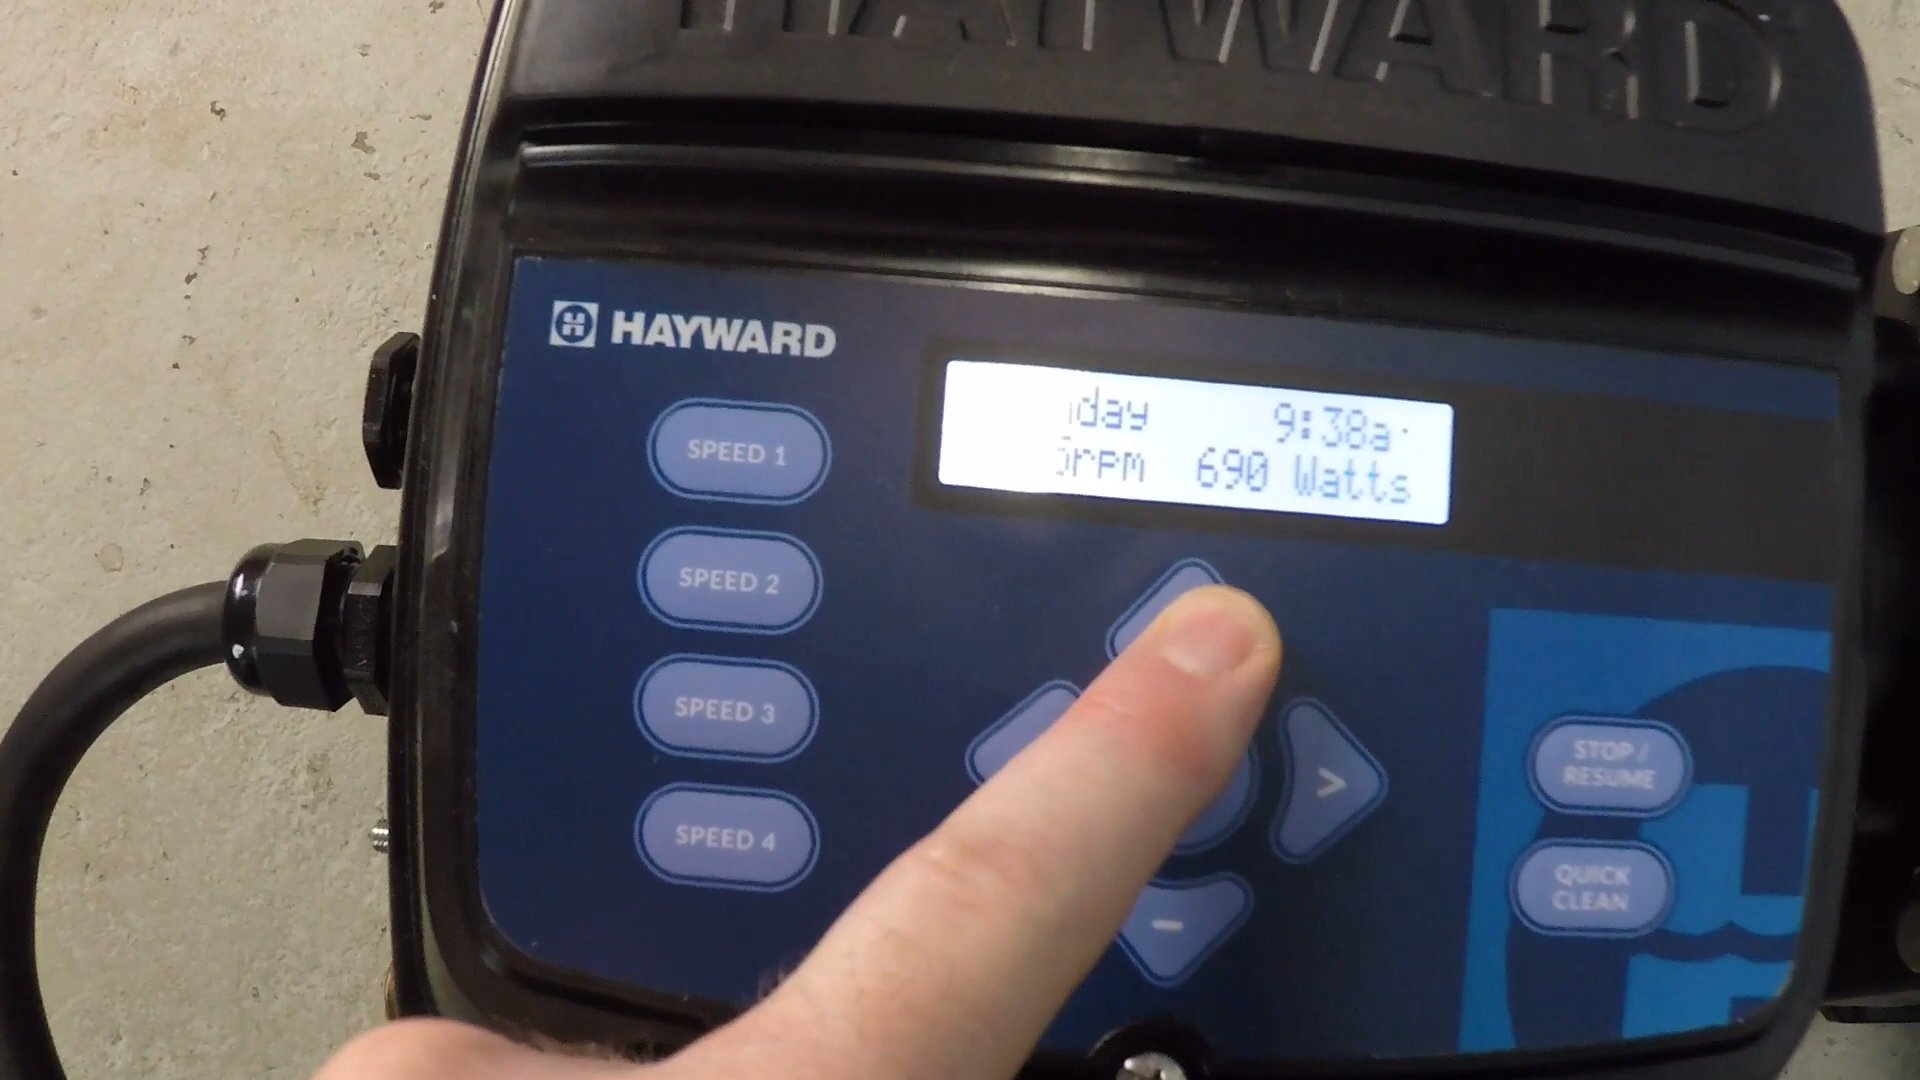 HAYWARD
HAYWARD
9:38a
rpm 690 Watts
SPEED 1
SPEED 2
SPEED 3
SPEED 4
>
-
STOP /
RESUME
QUICK
CLEAN